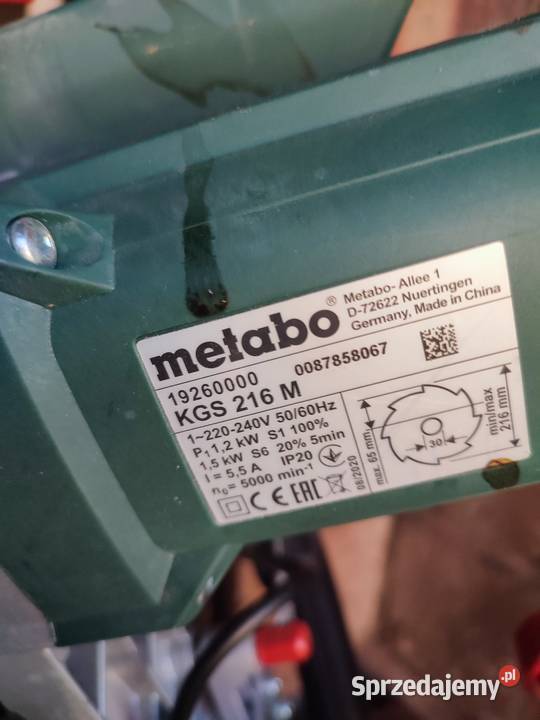 metabo®
Metabo- Allee 1
D-72622 Nuertingen
Germany, Made in China
19260000 0087858067
KGS 216 M
1~220-240V 50/60Hz
P₁ 1,2 kW S1 100%
1,5 kW S6 20% 5min
I = 5,5 A IP20
n₀ = 5000 min⁻¹
CE EAC
08/2020
max. 65 mm
30
min/max
216 mm
Sprzedajemy.pl